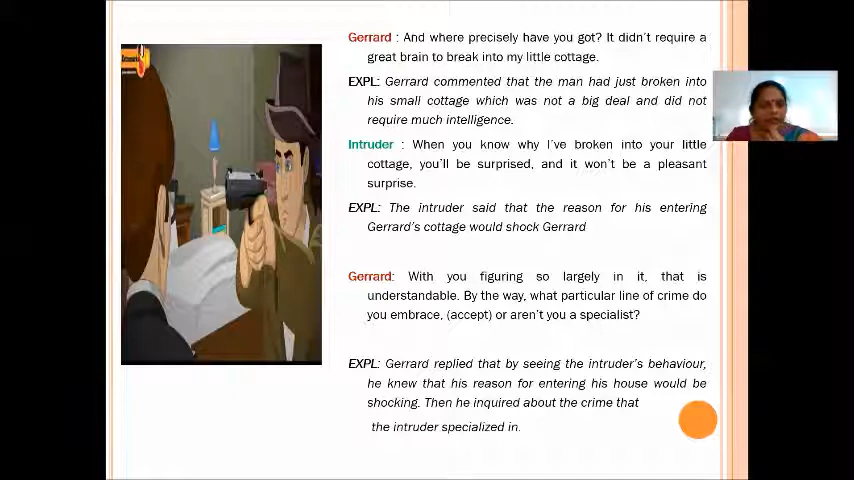 Gerrard : And where precisely have you got? It didn't require a
great brain to break into my little cottage.
EXPL: Gerrard commented that the man had just broken into
his small cottage which was not a big deal and did not
require much intelligence.
Intruder : When you know why I've broken into your little
cottage, you'll be surprised, and it won't be a pleasant
surprise.
EXPL: The intruder said that the reason for his entering
Gerrard's cottage would shock Gerrard
Gerrard: With you figuring so largely in it, that is
understandable. By the way, what particular line of crime do
you embrace, (accept) or aren't you a specialist?
EXPL: Gerrard replied that by seeing the intruder's behaviour,
he knew that his reason for entering his house would be
shocking. Then he inquired about the crime that
the intruder specialized in.